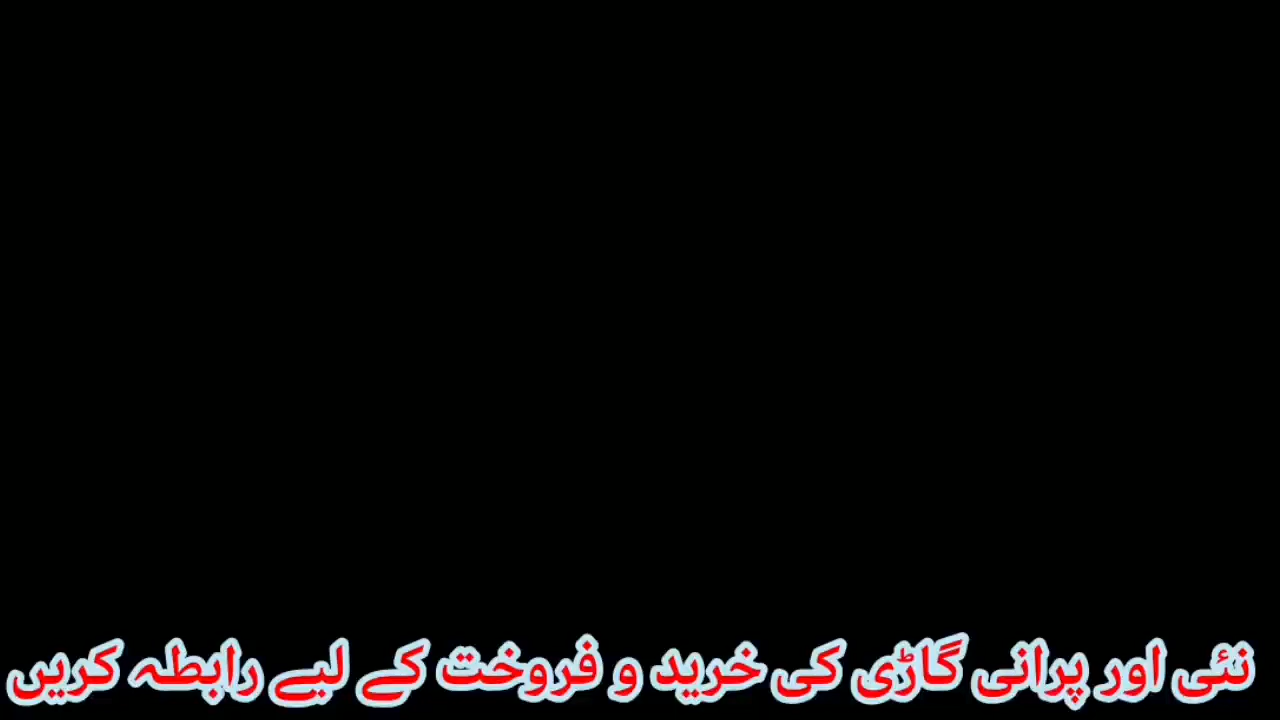 نئی اور پرانی گاڑی کی خرید و فروخت کے لیے رابطہ کریں